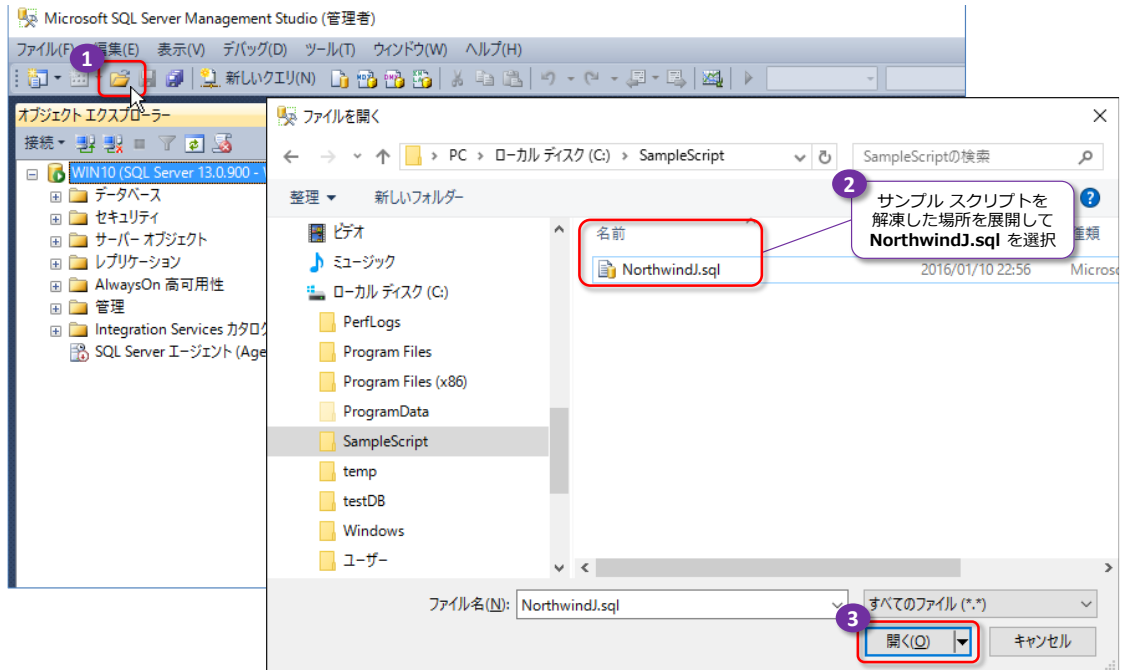 Microsoft SQL Server Management Studio (管理者)
ファイル(F) 編集(E) 表示(V) デバッグ(D) ツール(T) ウィンドウ(W) ヘルプ(H)
1
新しいクエリ(N)
オブジェクト エクスプローラー
接続
WIN10 (SQL Server 13.0.900 -
データベース
セキュリティ
サーバー オブジェクト
レプリケーション
AlwaysOn 高可用性
管理
Integration Services カタログ
SQL Server エージェント (Age
ファイルを開く
PC > ローカル ディスク (C:) > SampleScript
SampleScriptの検索
整理 新しいフォルダー
2
サンプル スクリプトを
解凍した場所を展開して
NorthwindJ.sql を選択
名前 種類
NorthwindJ.sql 2016/01/10 22:56 Microso
ビデオ
ミュージック
ローカル ディスク (C:)
PerfLogs
Program Files
Program Files (x86)
ProgramData
SampleScript
temp
testDB
Windows
ユーザー
ファイル名(N): NorthwindJ.sql すべてのファイル (*.*)
3
開く(O) キャンセル